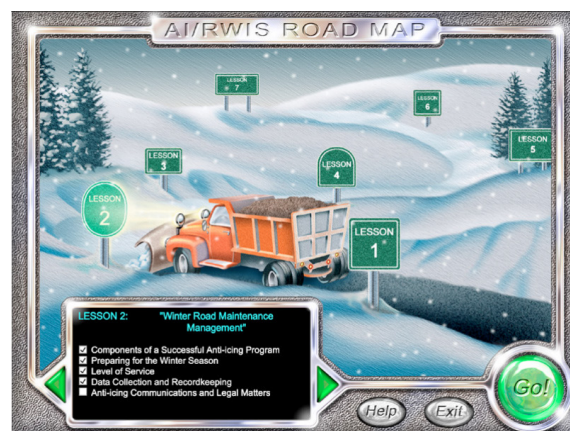 AI/RWIS ROAD MAP
LESSON
7
LESSON
6
LESSON
5
LESSON
3
LESSON
4
LESSON
2
LESSON
1
LESSON 2: "Winter Road Maintenance
Management"
Components of a Successful Anti-icing Program
Preparing for the Winter Season
Level of Service
Data Collection and Recordkeeping
Anti-icing Communications and Legal Matters
Help
Exit
Go!